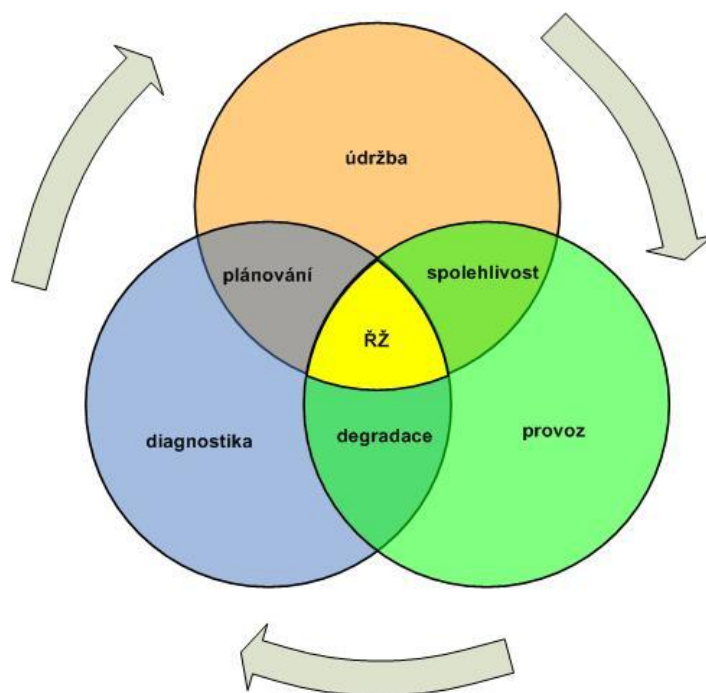 údržba
plánování
spolehlivost
ŘŽ
diagnostika
degradace
provoz